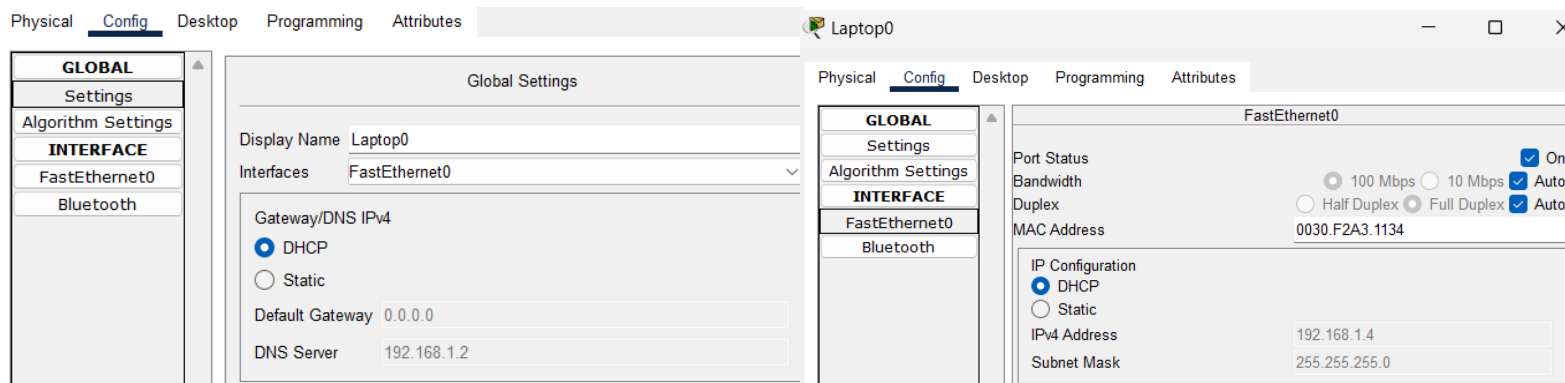 Physical Config Desktop Programming Attributes
GLOBAL
Settings
Algorithm Settings
INTERFACE
FastEthernet0
Bluetooth
Global Settings
Display Name Laptop0
Interfaces FastEthernet0
Gateway/DNS IPv4
DHCP
Static
Default Gateway 0.0.0.0
DNS Server 192.168.1.2
Laptop0
Physical Config Desktop Programming Attributes
GLOBAL
Settings
Algorithm Settings
INTERFACE
FastEthernet0
Bluetooth
FastEthernet0
Port Status On
Bandwidth 100 Mbps 10 Mbps Auto
Duplex Half Duplex Full Duplex Auto
MAC Address 0030.F2A3.1134
IP Configuration
DHCP
Static
IPv4 Address 192.168.1.4
Subnet Mask 255.255.255.0